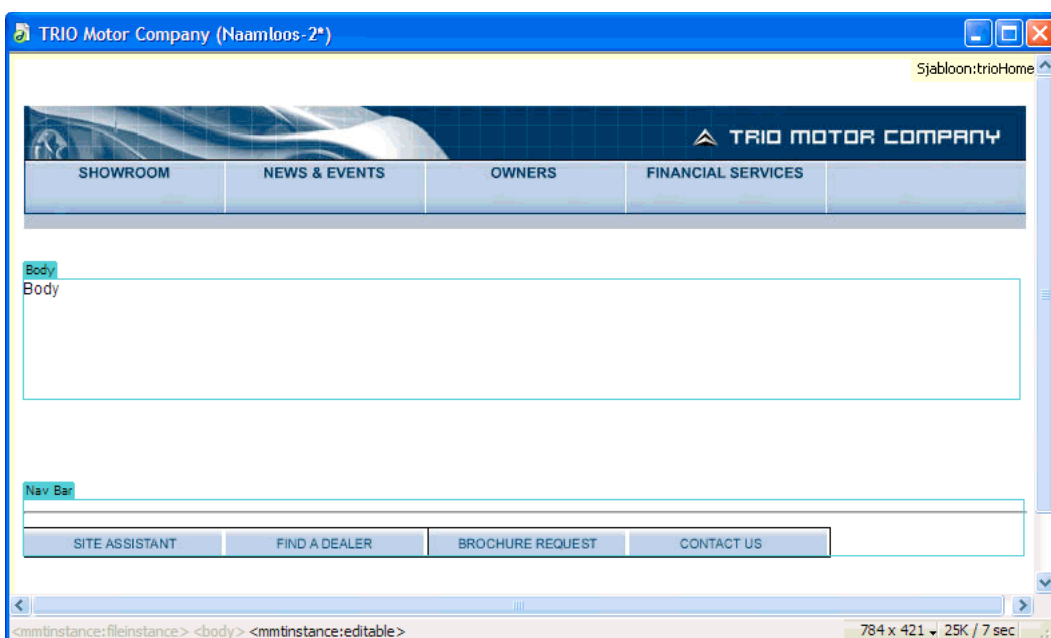 TRIO Motor Company (Naamloos-2*)
Sjabloon:trioHome
TRIO MOTOR COMPANY
SHOWROOM NEWS & EVENTS OWNERS FINANCIAL SERVICES
Body
Body
Nav Bar
SITE ASSISTANT FIND A DEALER BROCHURE REQUEST CONTACT US
<mmtinstance:fileinstance> <body> <mmtinstance:editable> 784 x 421 25K / 7 sec